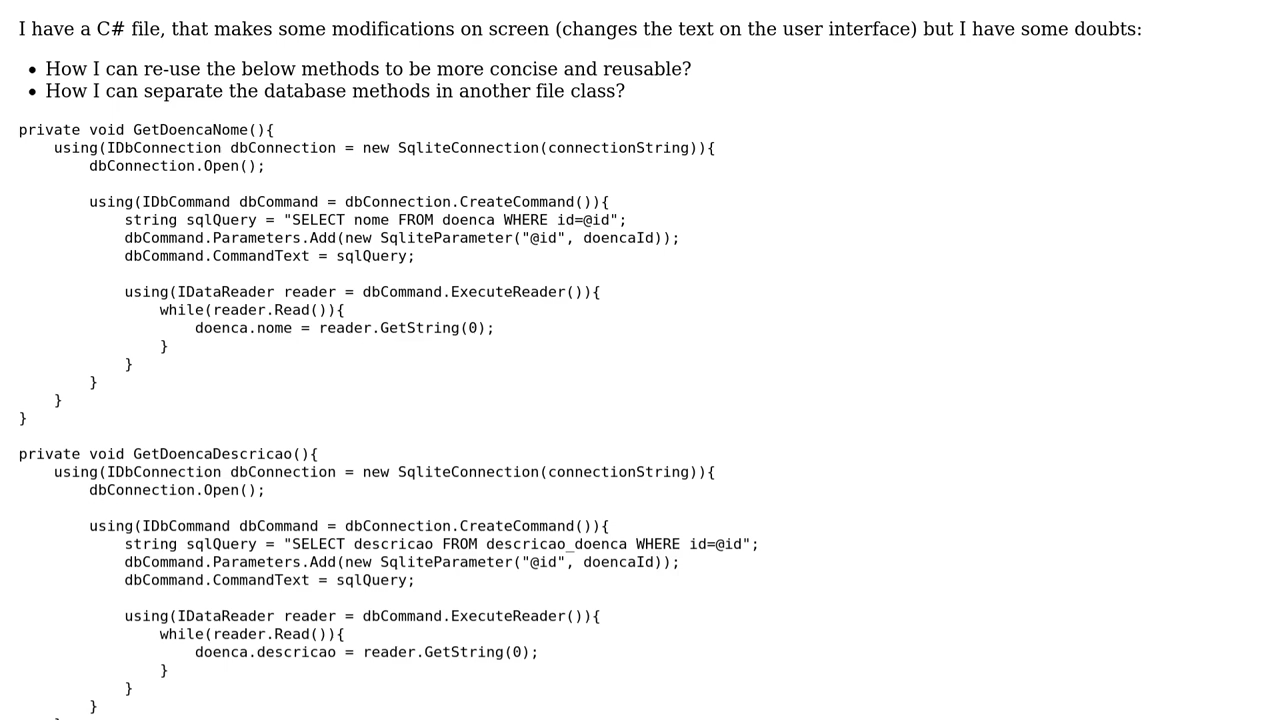 I have a C# file, that makes some modifications on screen (changes the text on the user interface) but I have some doubts:
• How I can re-use the below methods to be more concise and reusable?
• How I can separate the database methods in another file class?
private void GetDoencaNome(){
    using(IDbConnection dbConnection = new SqliteConnection(connectionString)){
        dbConnection.Open();

        using(IDbCommand dbCommand = dbConnection.CreateCommand()){
            string sqlQuery = "SELECT nome FROM doenca WHERE id=@id";
            dbCommand.Parameters.Add(new SqliteParameter("@id", doencaId));
            dbCommand.CommandText = sqlQuery;

            using(IDataReader reader = dbCommand.ExecuteReader()){
                while(reader.Read()){
                    doenca.nome = reader.GetString(0);
                }
            }
        }
    }
}

private void GetDoencaDescricao(){
    using(IDbConnection dbConnection = new SqliteConnection(connectionString)){
        dbConnection.Open();

        using(IDbCommand dbCommand = dbConnection.CreateCommand()){
            string sqlQuery = "SELECT descricao FROM descricao_doenca WHERE id=@id";
            dbCommand.Parameters.Add(new SqliteParameter("@id", doencaId));
            dbCommand.CommandText = sqlQuery;

            using(IDataReader reader = dbCommand.ExecuteReader()){
                while(reader.Read()){
                    doenca.descricao = reader.GetString(0);
                }
            }
        }